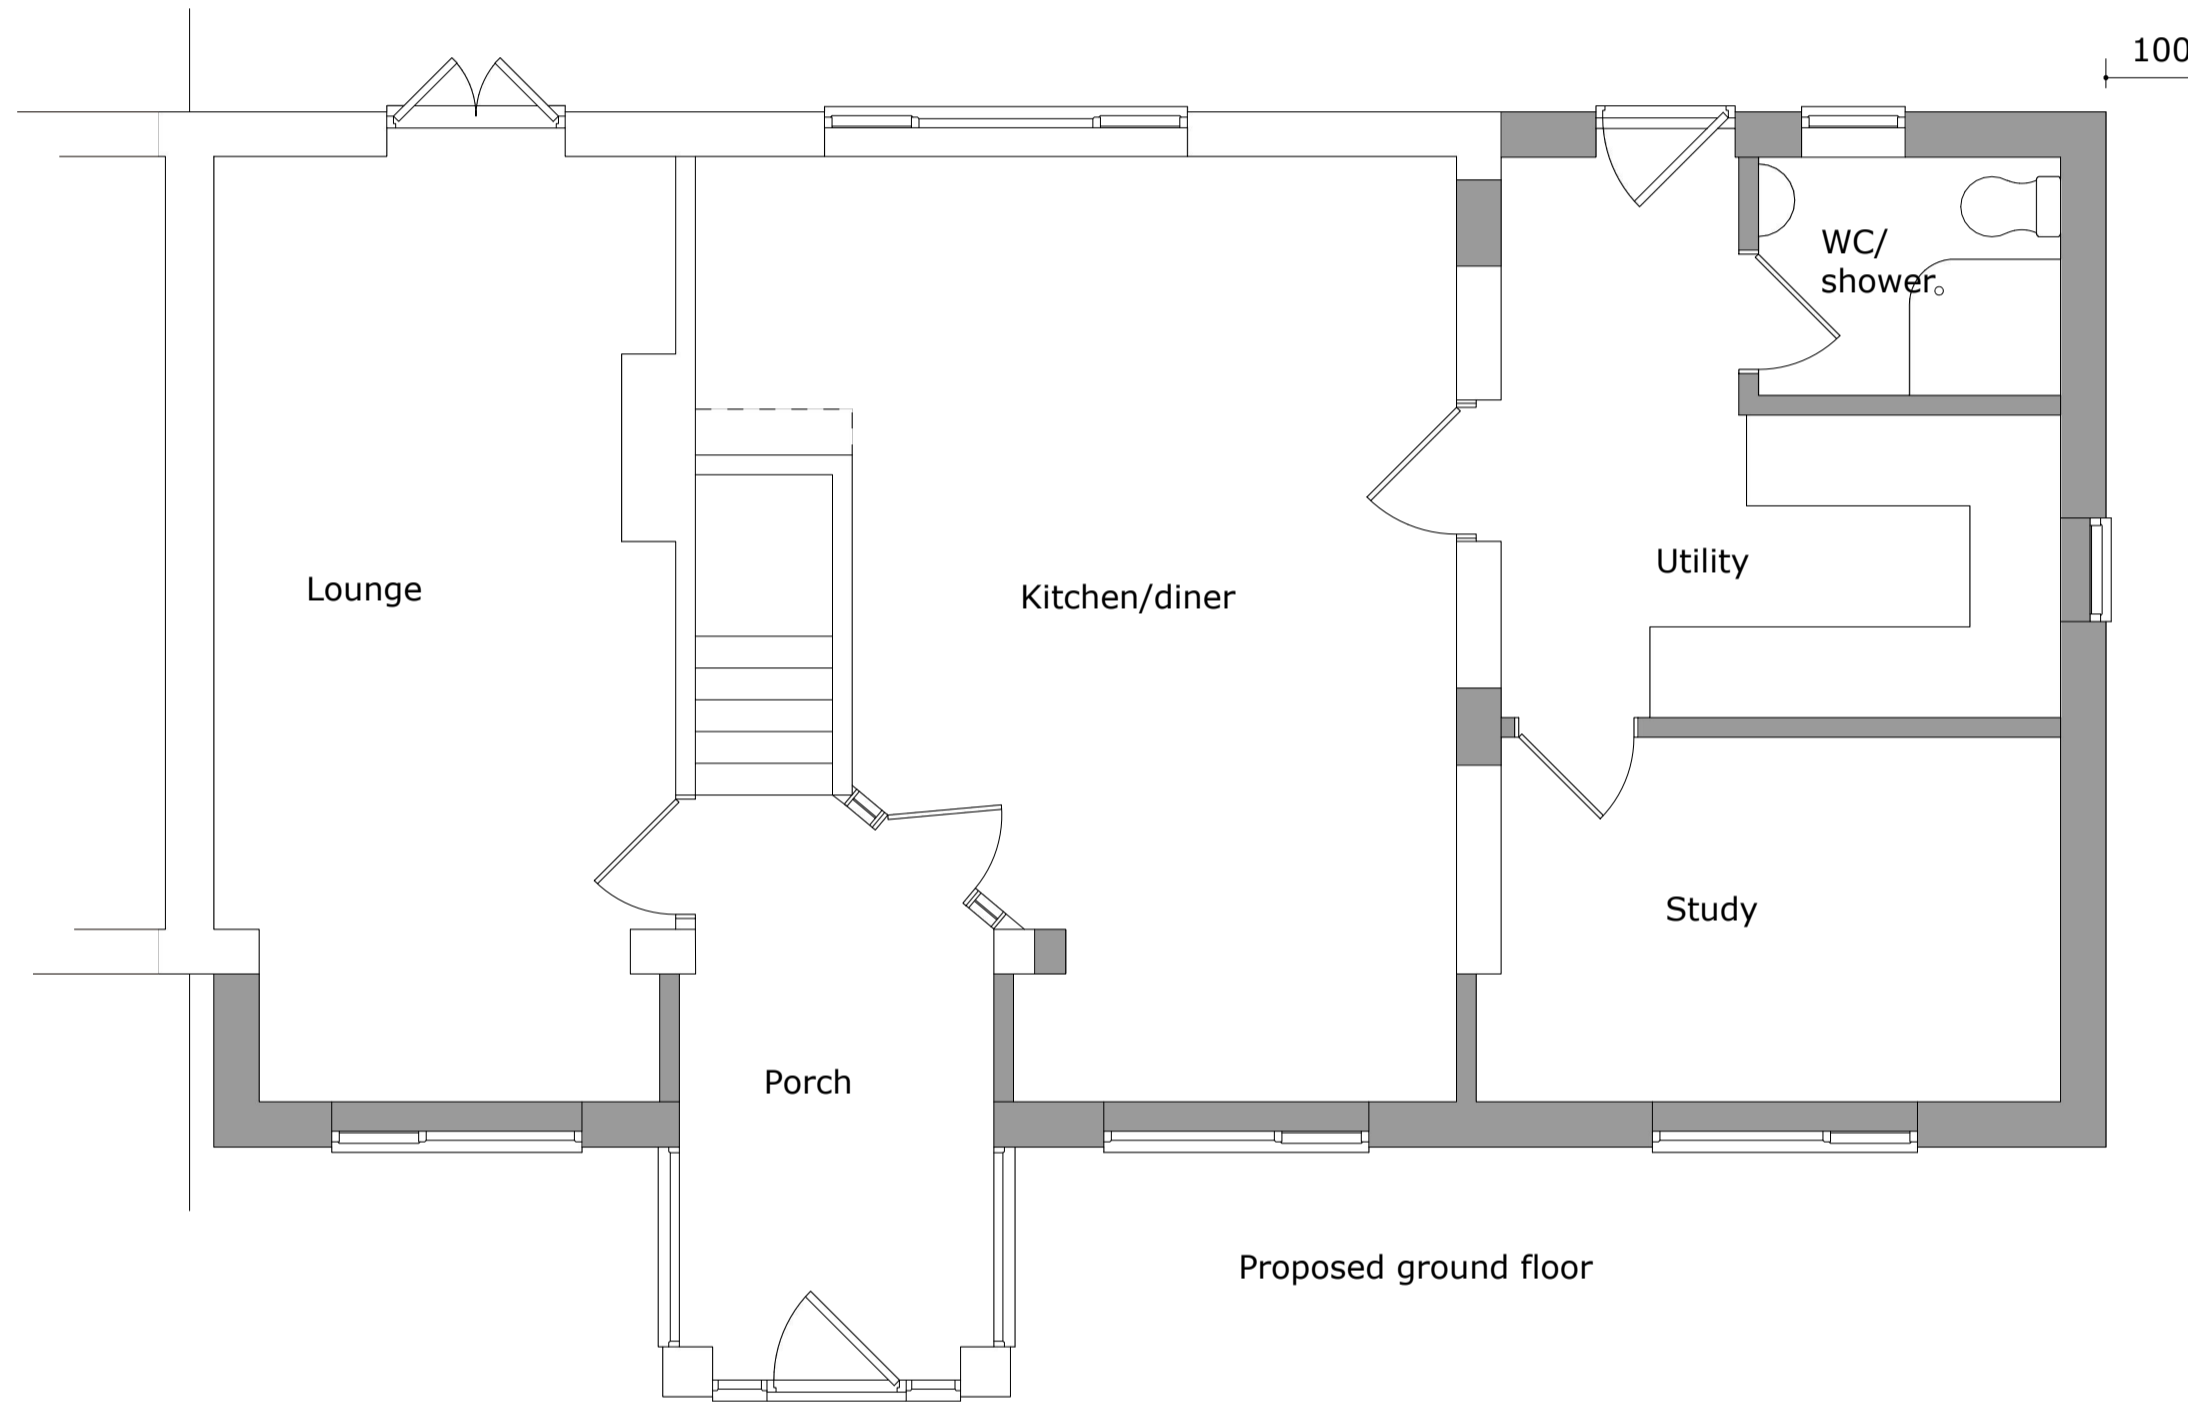 100
WC/
shower
Lounge
Kitchen/diner
Utility
Study
Porch
Proposed ground floor